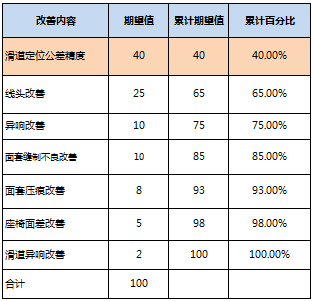 改善内容 期望值 累计期望值 累计百分比
滑道定位公差精度 40 40 40.00%
线头改善 25 65 65.00%
异响改善 10 75 75.00%
面套缝制不良改善 10 85 85.00%
面套压痕改善 8 93 93.00%
座椅面差改善 5 98 98.00%
滑道异响改善 2 100 100.00%
合计 100